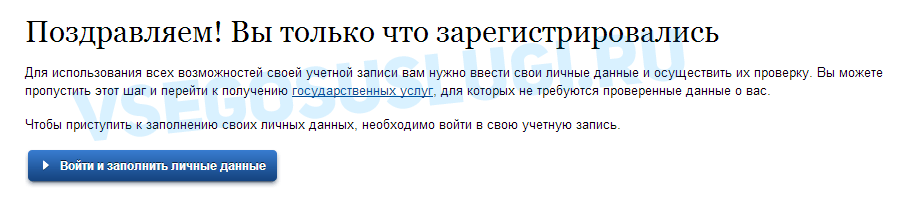 Поздравляем! Вы только что зарегистрировались
Для использования всех возможностей своей учетной записи вам нужно ввести свои личные данные и осуществить их проверку. Вы можете
пропустить этот шаг и перейти к получению государственных услуг, для которых не требуются проверенные данные о вас.
Чтобы приступить к заполнению своих личных данных, необходимо войти в свою учетную запись.
Войти и заполнить личные данные
VSEGOSUSLUGI.RU